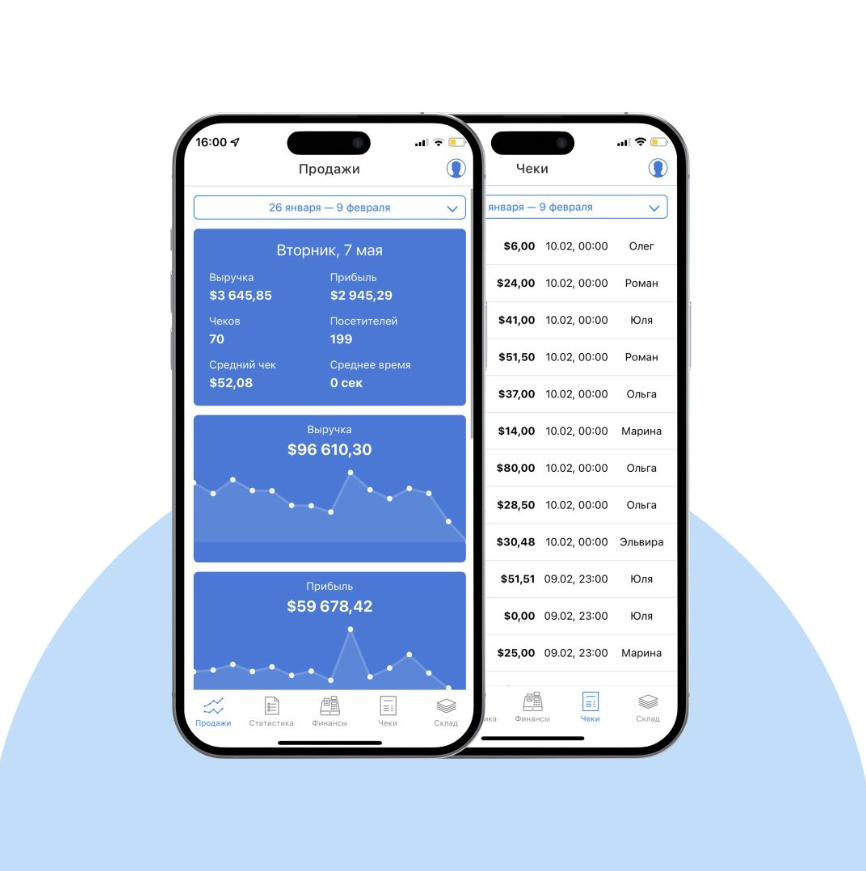 16:00
Продажи
26 января — 9 февраля
Вторник, 7 мая
Выручка Прибыль
$3 645,85 $2 945,29
Чеков Посетителей
70 199
Средний чек Среднее время
$52,08 0 сек
Выручка
$96 610,30
Прибыль
$59 678,42
Продажи Статистика Финансы Чеки Склад
Чеки
января — 9 февраля
$6,00 10.02, 00:00 Олег
$24,00 10.02, 00:00 Роман
$41,00 10.02, 00:00 Юля
$51,50 10.02, 00:00 Роман
$37,00 10.02, 00:00 Ольга
$14,00 10.02, 00:00 Марина
$80,00 10.02, 00:00 Ольга
$28,50 10.02, 00:00 Ольга
$30,48 10.02, 00:00 Эльвира
$51,51 09.02, 23:00 Юля
$0,00 09.02, 23:00 Юля
$25,00 09.02, 23:00 Марина
Финансы Чеки Склад